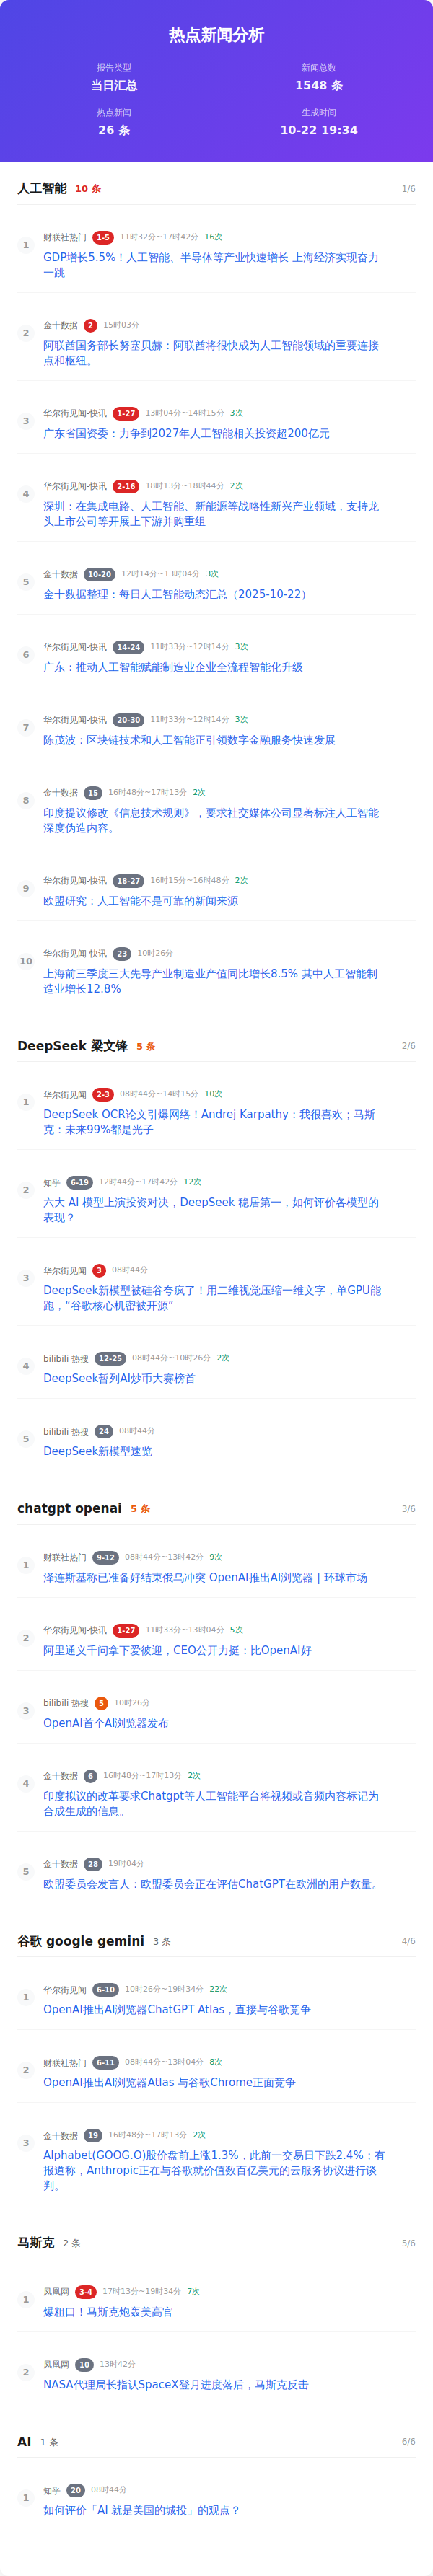 热点新闻分析
报告类型
新闻总数
当日汇总
1548 条
热点新闻
生成时间
26 条
10-22 19:34
人工智能 10 条 1/6
1
财联社热门 1-5 11时32分~17时42分 16次
GDP增长5.5%！人工智能、半导体等产业快速增长 上海经济实现奋力
一跳
2
金十数据 2 15时03分
阿联酋国务部长努塞贝赫：阿联酋将很快成为人工智能领域的重要连接
点和枢纽。
3
华尔街见闻-快讯 1-27 13时04分~14时15分 3次
广东省国资委：力争到2027年人工智能相关投资超200亿元
4
华尔街见闻-快讯 2-16 18时13分~18时44分 2次
深圳：在集成电路、人工智能、新能源等战略性新兴产业领域，支持龙
头上市公司等开展上下游并购重组
5
金十数据 10-20 12时14分~13时04分 3次
金十数据整理：每日人工智能动态汇总（2025-10-22）
6
华尔街见闻-快讯 14-24 11时33分~12时14分 3次
广东：推动人工智能赋能制造业企业全流程智能化升级
7
华尔街见闻-快讯 20-30 11时33分~12时14分 3次
陈茂波：区块链技术和人工智能正引领数字金融服务快速发展
8
金十数据 15 16时48分~17时13分 2次
印度提议修改《信息技术规则》，要求社交媒体公司显著标注人工智能
深度伪造内容。
9
华尔街见闻-快讯 18-27 16时15分~16时48分 2次
欧盟研究：人工智能不是可靠的新闻来源
10
华尔街见闻-快讯 23 10时26分
上海前三季度三大先导产业制造业产值同比增长8.5% 其中人工智能制
造业增长12.8%
DeepSeek 梁文锋 5 条 2/6
1
华尔街见闻 2-3 08时44分~14时15分 10次
DeepSeek OCR论文引爆网络！Andrej Karpathy：我很喜欢；马斯
克：未来99%都是光子
2
知乎 6-19 12时44分~17时42分 12次
六大 AI 模型上演投资对决，DeepSeek 稳居第一，如何评价各模型的
表现？
3
华尔街见闻 3 08时44分
DeepSeek新模型被硅谷夸疯了！用二维视觉压缩一维文字，单GPU能
跑，“谷歌核心机密被开源”
4
bilibili 热搜 12-25 08时44分~10时26分 2次
DeepSeek暂列AI炒币大赛榜首
5
bilibili 热搜 24 08时44分
DeepSeek新模型速览
chatgpt openai 5 条 3/6
1
财联社热门 9-12 08时44分~13时42分 9次
泽连斯基称已准备好结束俄乌冲突 OpenAI推出AI浏览器 | 环球市场
2
华尔街见闻-快讯 1-27 11时33分~13时04分 5次
阿里通义千问拿下爱彼迎，CEO公开力挺：比OpenAI好
3
bilibili 热搜 5 10时26分
OpenAI首个AI浏览器发布
4
金十数据 6 16时48分~17时13分 2次
印度拟议的改革要求Chatgpt等人工智能平台将视频或音频内容标记为
合成生成的信息。
5
金十数据 28 19时04分
欧盟委员会发言人：欧盟委员会正在评估ChatGPT在欧洲的用户数量。
谷歌 google gemini 3 条 4/6
1
华尔街见闻 6-10 10时26分~19时34分 22次
OpenAI推出AI浏览器ChatGPT Atlas，直接与谷歌竞争
2
财联社热门 6-11 08时44分~13时04分 8次
OpenAI推出AI浏览器Atlas 与谷歌Chrome正面竞争
3
金十数据 19 16时48分~17时13分 2次
Alphabet(GOOG.O)股价盘前上涨1.3%，此前一交易日下跌2.4%；有
报道称，Anthropic正在与谷歌就价值数百亿美元的云服务协议进行谈
判。
马斯克 2 条 5/6
1
凤凰网 3-4 17时13分~19时34分 7次
爆粗口！马斯克炮轰美高官
2
凤凰网 10 13时42分
NASA代理局长指认SpaceX登月进度落后，马斯克反击
AI 1 条 6/6
1
知乎 20 08时44分
如何评价「AI 就是美国的城投」的观点？